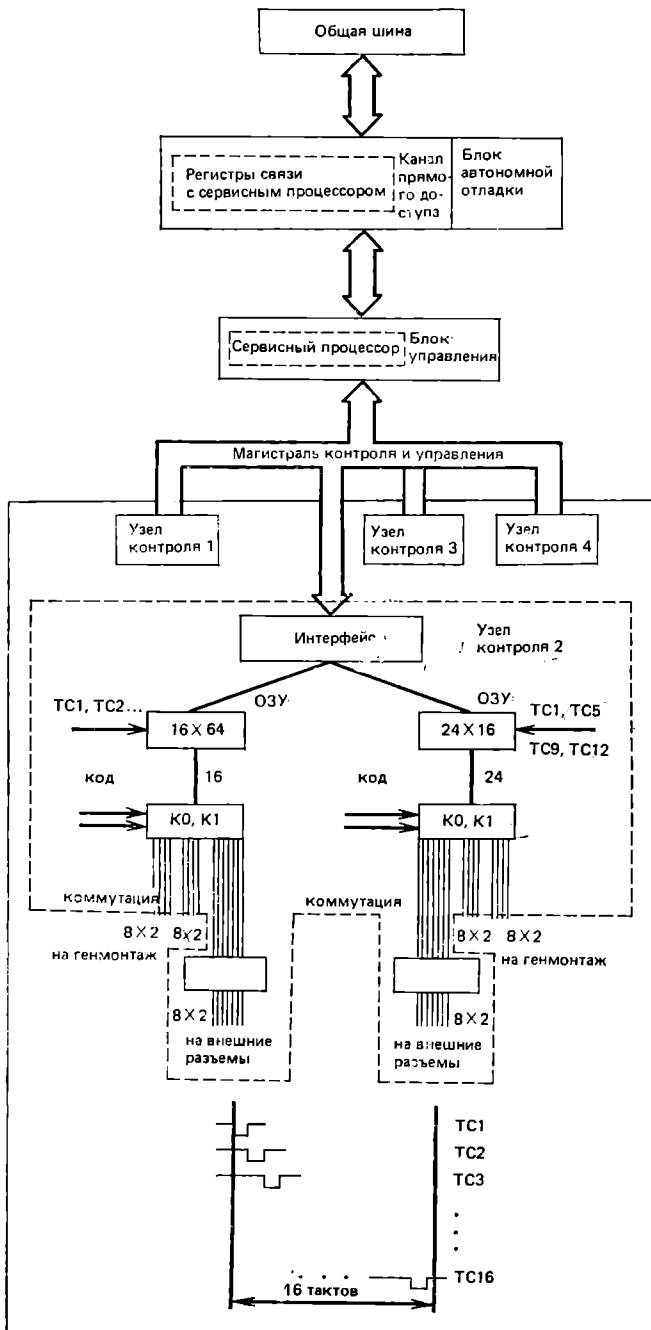 Общая шина
Регистры связи
с сервисным процессором
Канал
прямо-
го до-
ступа
Блок
автономной
отладки
Сервисный процессор
Блок
управления
Магистраль контроля и управления
Узел
контроля 1
Узел
контроля 3
Узел
контроля 4
Интерфейс
Узел
контроля 2
ТС1, ТС2...
ОЗУ
16×64
ОЗУ
24×16
ТС1, ТС5
ТС9, ТС12
код
16
К0, К1
код
24
К0, К1
коммутация
8×2
8×2
на генмонтаж
коммутация
8×2
8×2
на генмонтаж
8×2
на внешние
разъемы
8×2
на внешние
разъемы
ТС1
ТС2
ТС3
.
.
.
. . . .
ТС16
16 тактов